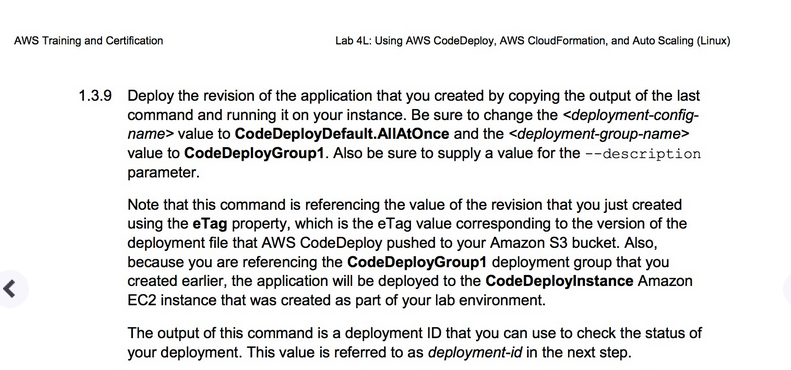 AWS Training and Certification
Lab 4L: Using AWS CodeDeploy, AWS CloudFormation, and Auto Scaling (Linux)
1.3.9 Deploy the revision of the application that you created by copying the output of the last
command and running it on your instance. Be sure to change the <deployment-config-
name> value to CodeDeployDefault.AllAtOnce and the <deployment-group-name>
value to CodeDeployGroup1. Also be sure to supply a value for the --description
parameter.
Note that this command is referencing the value of the revision that you just created
using the eTag property, which is the eTag value corresponding to the version of the
deployment file that AWS CodeDeploy pushed to your Amazon S3 bucket. Also,
because you are referencing the CodeDeployGroup1 deployment group that you
created earlier, the application will be deployed to the CodeDeployInstance Amazon
EC2 instance that was created as part of your lab environment.
The output of this command is a deployment ID that you can use to check the status of
your deployment. This value is referred to as deployment-id in the next step.